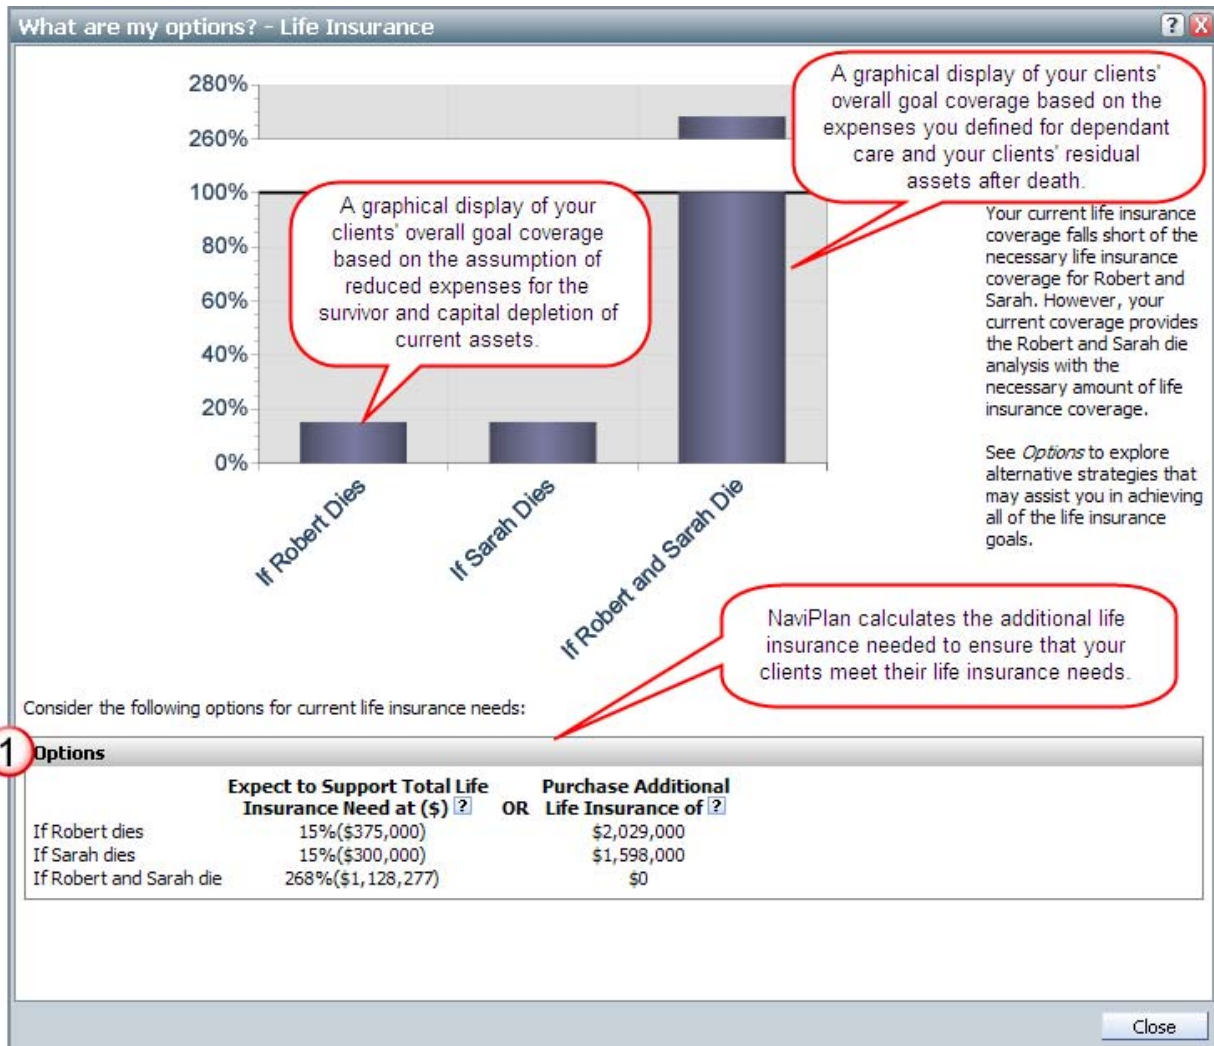 What are my options? - Life Insurance
?
X
280%
260%
100%
80%
60%
40%
20%
0%
A graphical display of your
clients' overall goal coverage
based on the assumption of
reduced expenses for the
survivor and capital depletion of
current assets.
A graphical display of your clients'
overall goal coverage based on the
expenses you defined for dependant
care and your clients' residual
assets after death.
If Robert Dies
If Sarah Dies
If Robert and Sarah Die
Your current life insurance
coverage falls short of the
necessary life insurance
coverage for Robert and
Sarah. However, your
current coverage provides
the Robert and Sarah die
analysis with the
necessary amount of life
insurance coverage.
See Options to explore
alternative strategies that
may assist you in achieving
all of the life insurance
goals.
NaviPlan calculates the additional life
insurance needed to ensure that your
clients meet their life insurance needs.
Consider the following options for current life insurance needs:
1
Options
Expect to Support Total Life Purchase Additional
Insurance Need at ($) ? OR Life Insurance of ?
If Robert dies 15%($375,000) $2,029,000
If Sarah dies 15%($300,000) $1,598,000
If Robert and Sarah die 268%($1,128,277) $0
Close